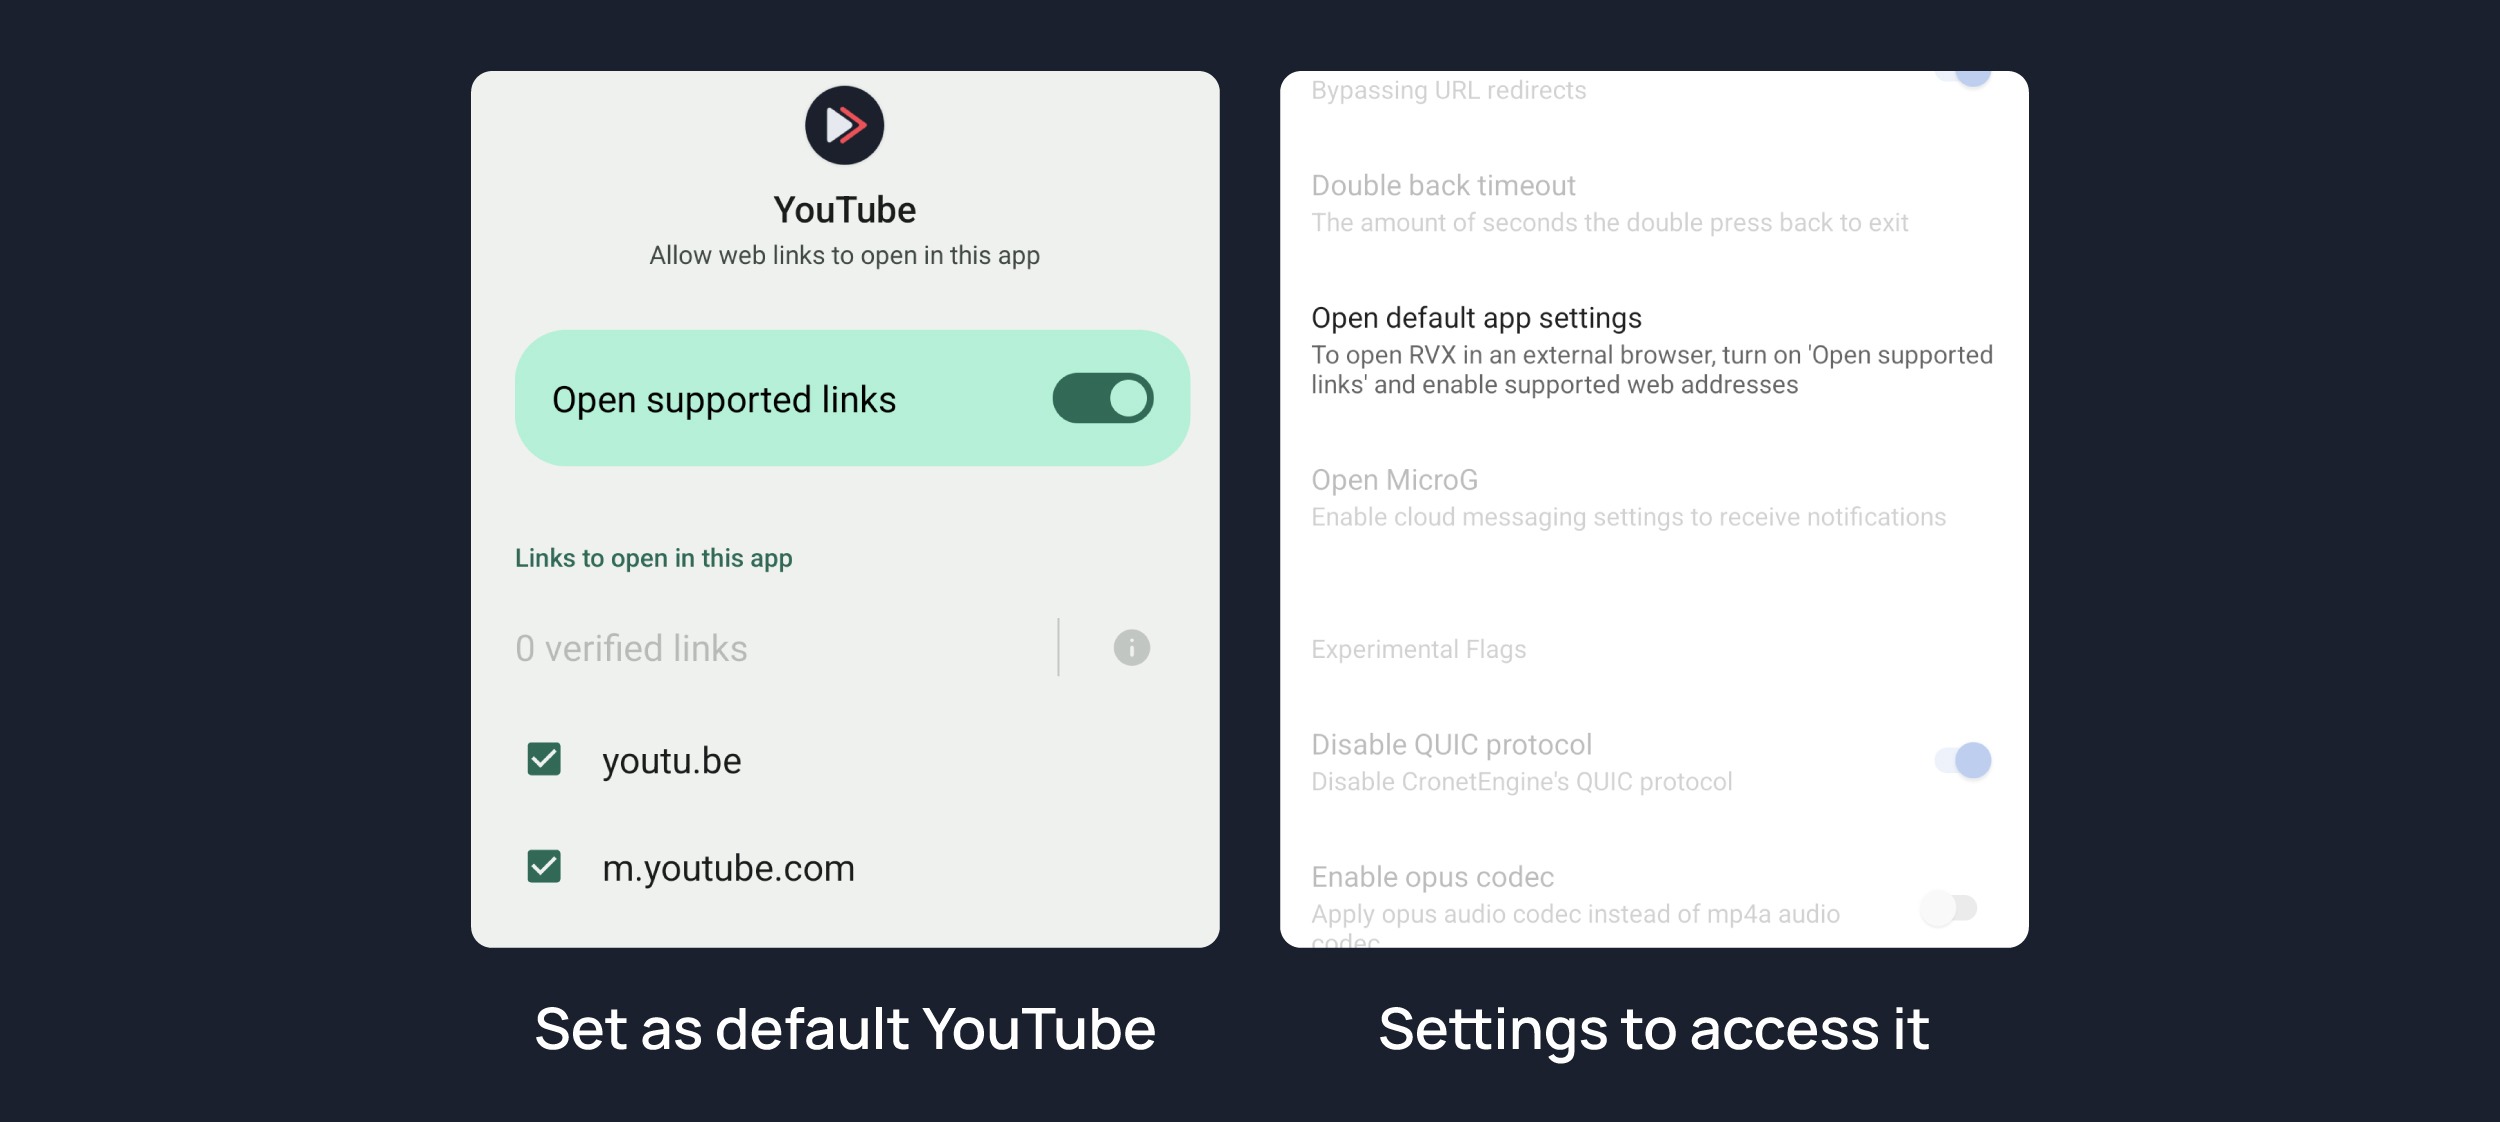 YouTube
Allow web links to open in this app
Open supported links
Links to open in this app
0 verified links
youtu.be
m.youtube.com
Set as default YouTube
Bypassing URL redirects
Double back timeout
The amount of seconds the double press back to exit
Open default app settings
To open RVX in an external browser, turn on 'Open supported
links' and enable supported web addresses
Open MicroG
Enable cloud messaging settings to receive notifications
Experimental Flags
Disable QUIC protocol
Disable CronetEngine's QUIC protocol
Enable opus codec
Apply opus audio codec instead of mp4a audio
codec
Settings to access it